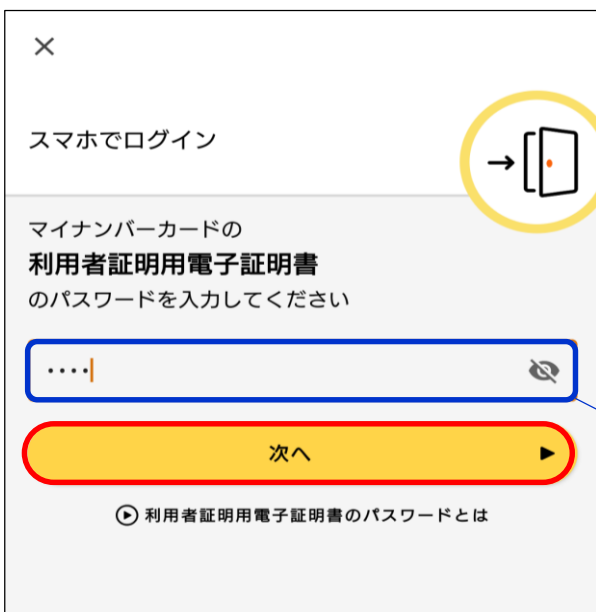 スマホでログイン
マイナンバーカードの
利用者証明用電子証明書
のパスワードを入力してください
····
次へ
利用者証明用電子証明書のパスワードとは